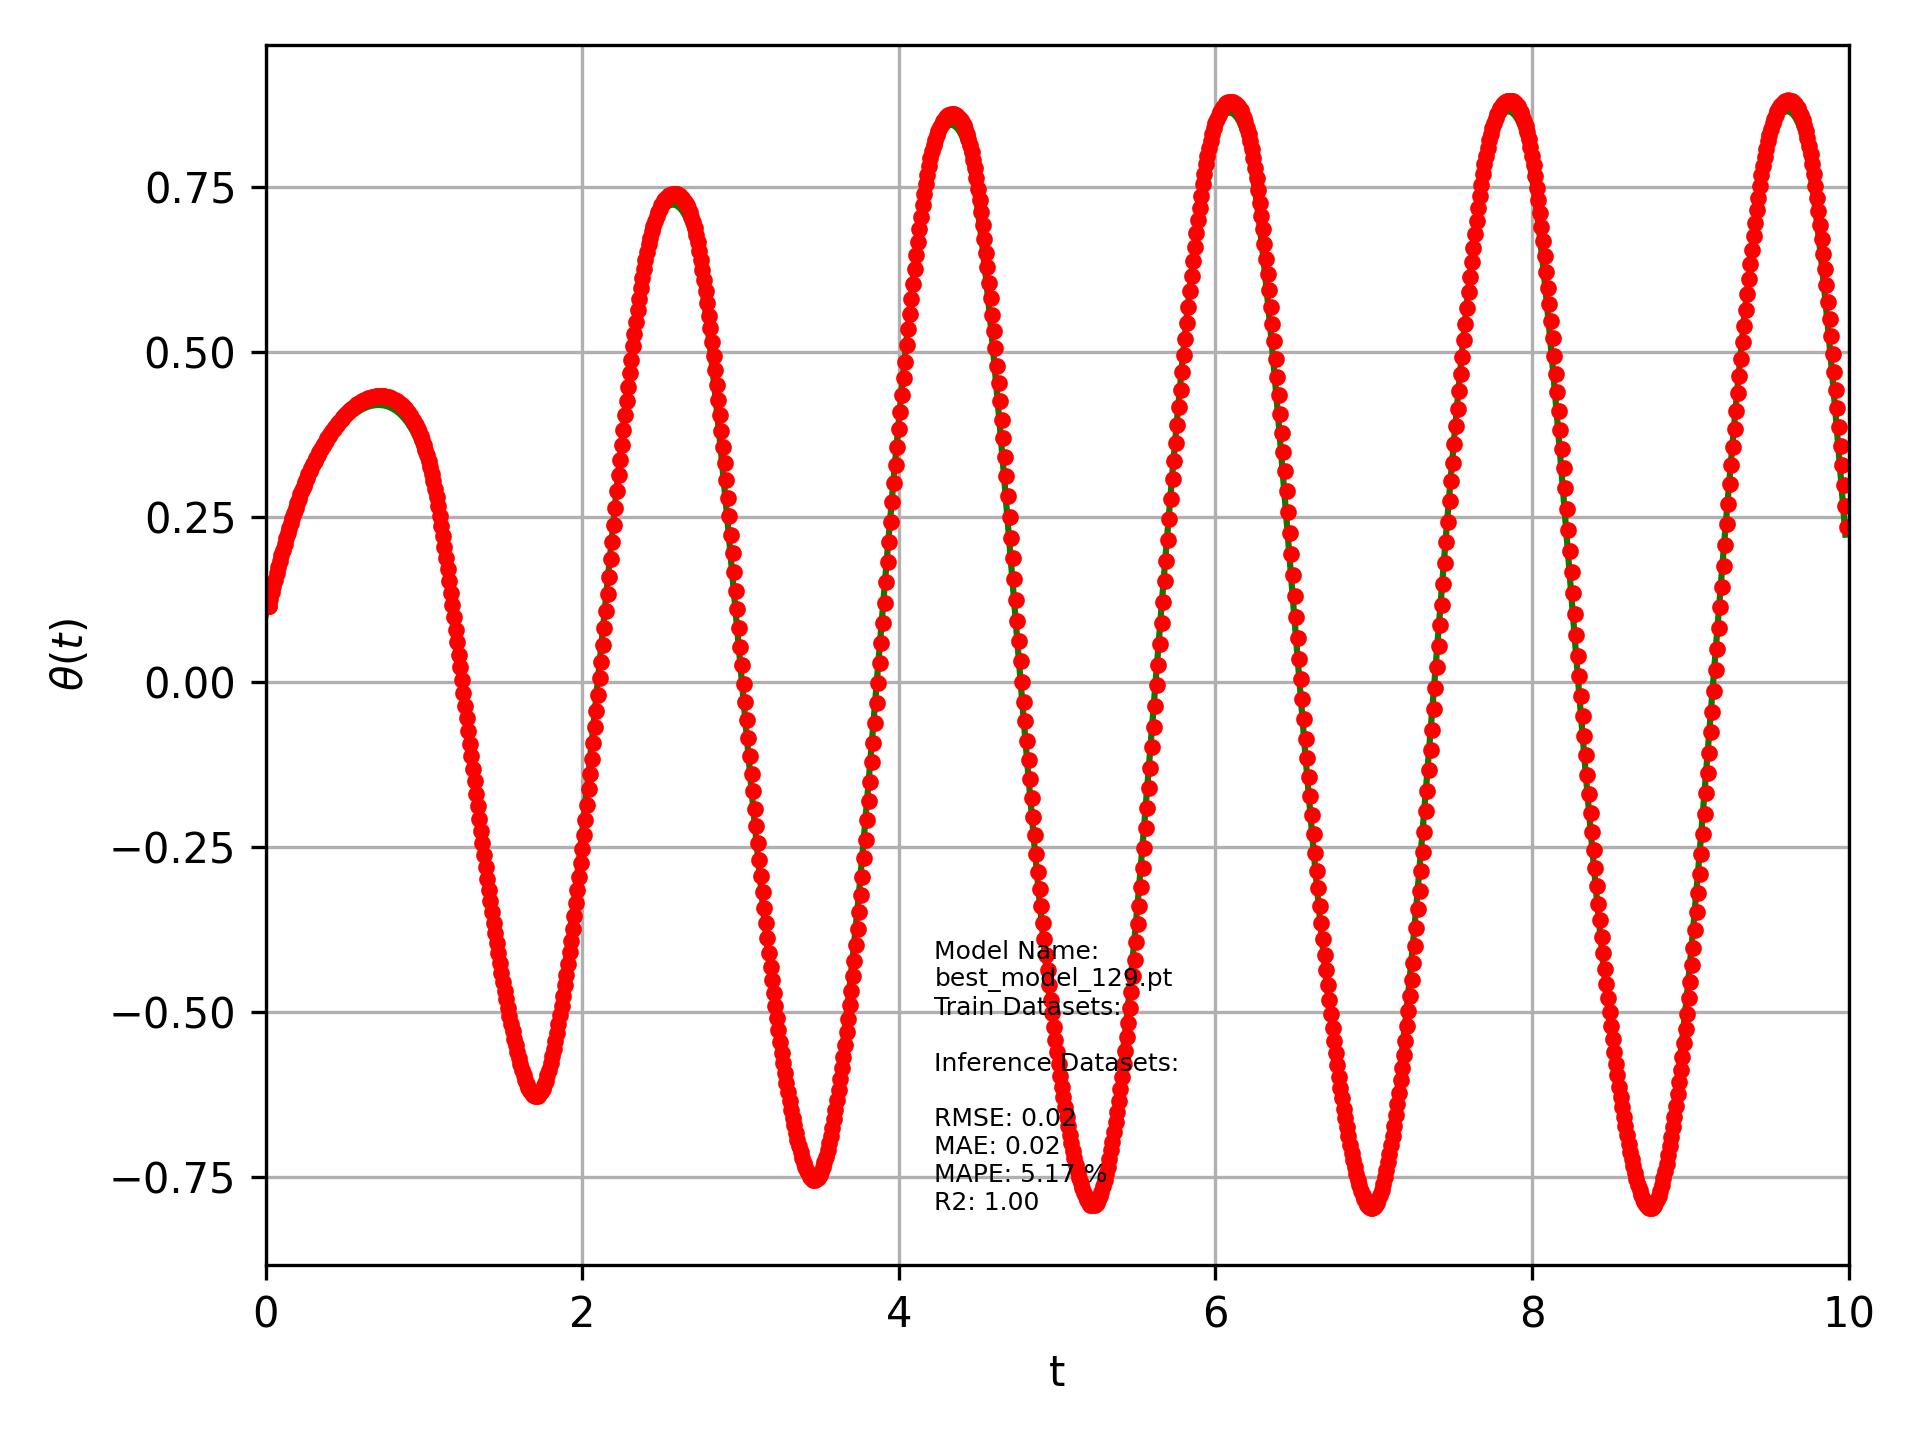 0.75
0.50
0.25
0.00
−0.25
−0.50
−0.75
θ(t)
Model Name:
best_model_129.pt
Train Datasets:
Inference Datasets:
RMSE: 0.02
MAE: 0.02
MAPE: 5.17 %
R2: 1.00
0 2 4 6 8 10
t